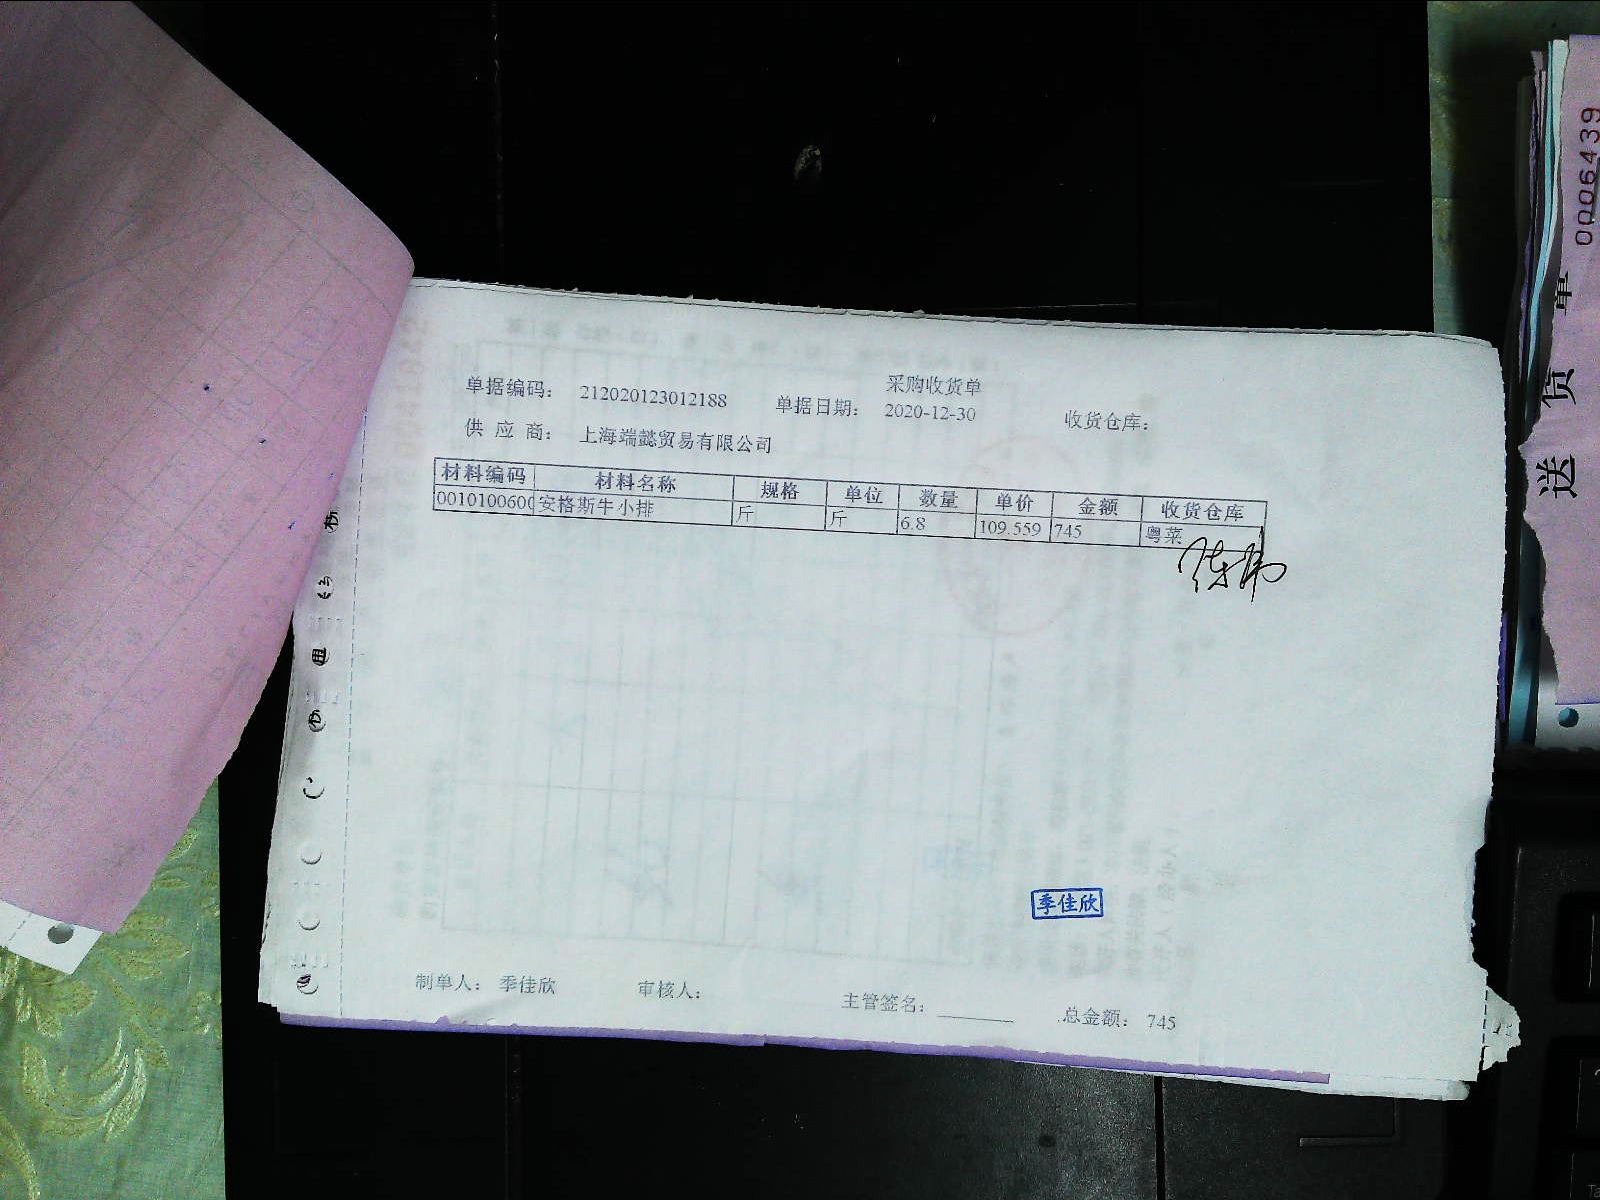 采购收货单
单据编码: 212020123012188 单据日期: 2020-12-30 收货仓库:
供 应 商: 上海端懿贸易有限公司
材料编码 材料名称 规格 单位 数量 单价 金额 收货仓库
0010100600 安格斯牛小排 斤 斤 6.8 109.559 745 粤菜
季佳欣
制单人: 季佳欣 审核人: 主管签名: 总金额: 745
送 货 单
0006439